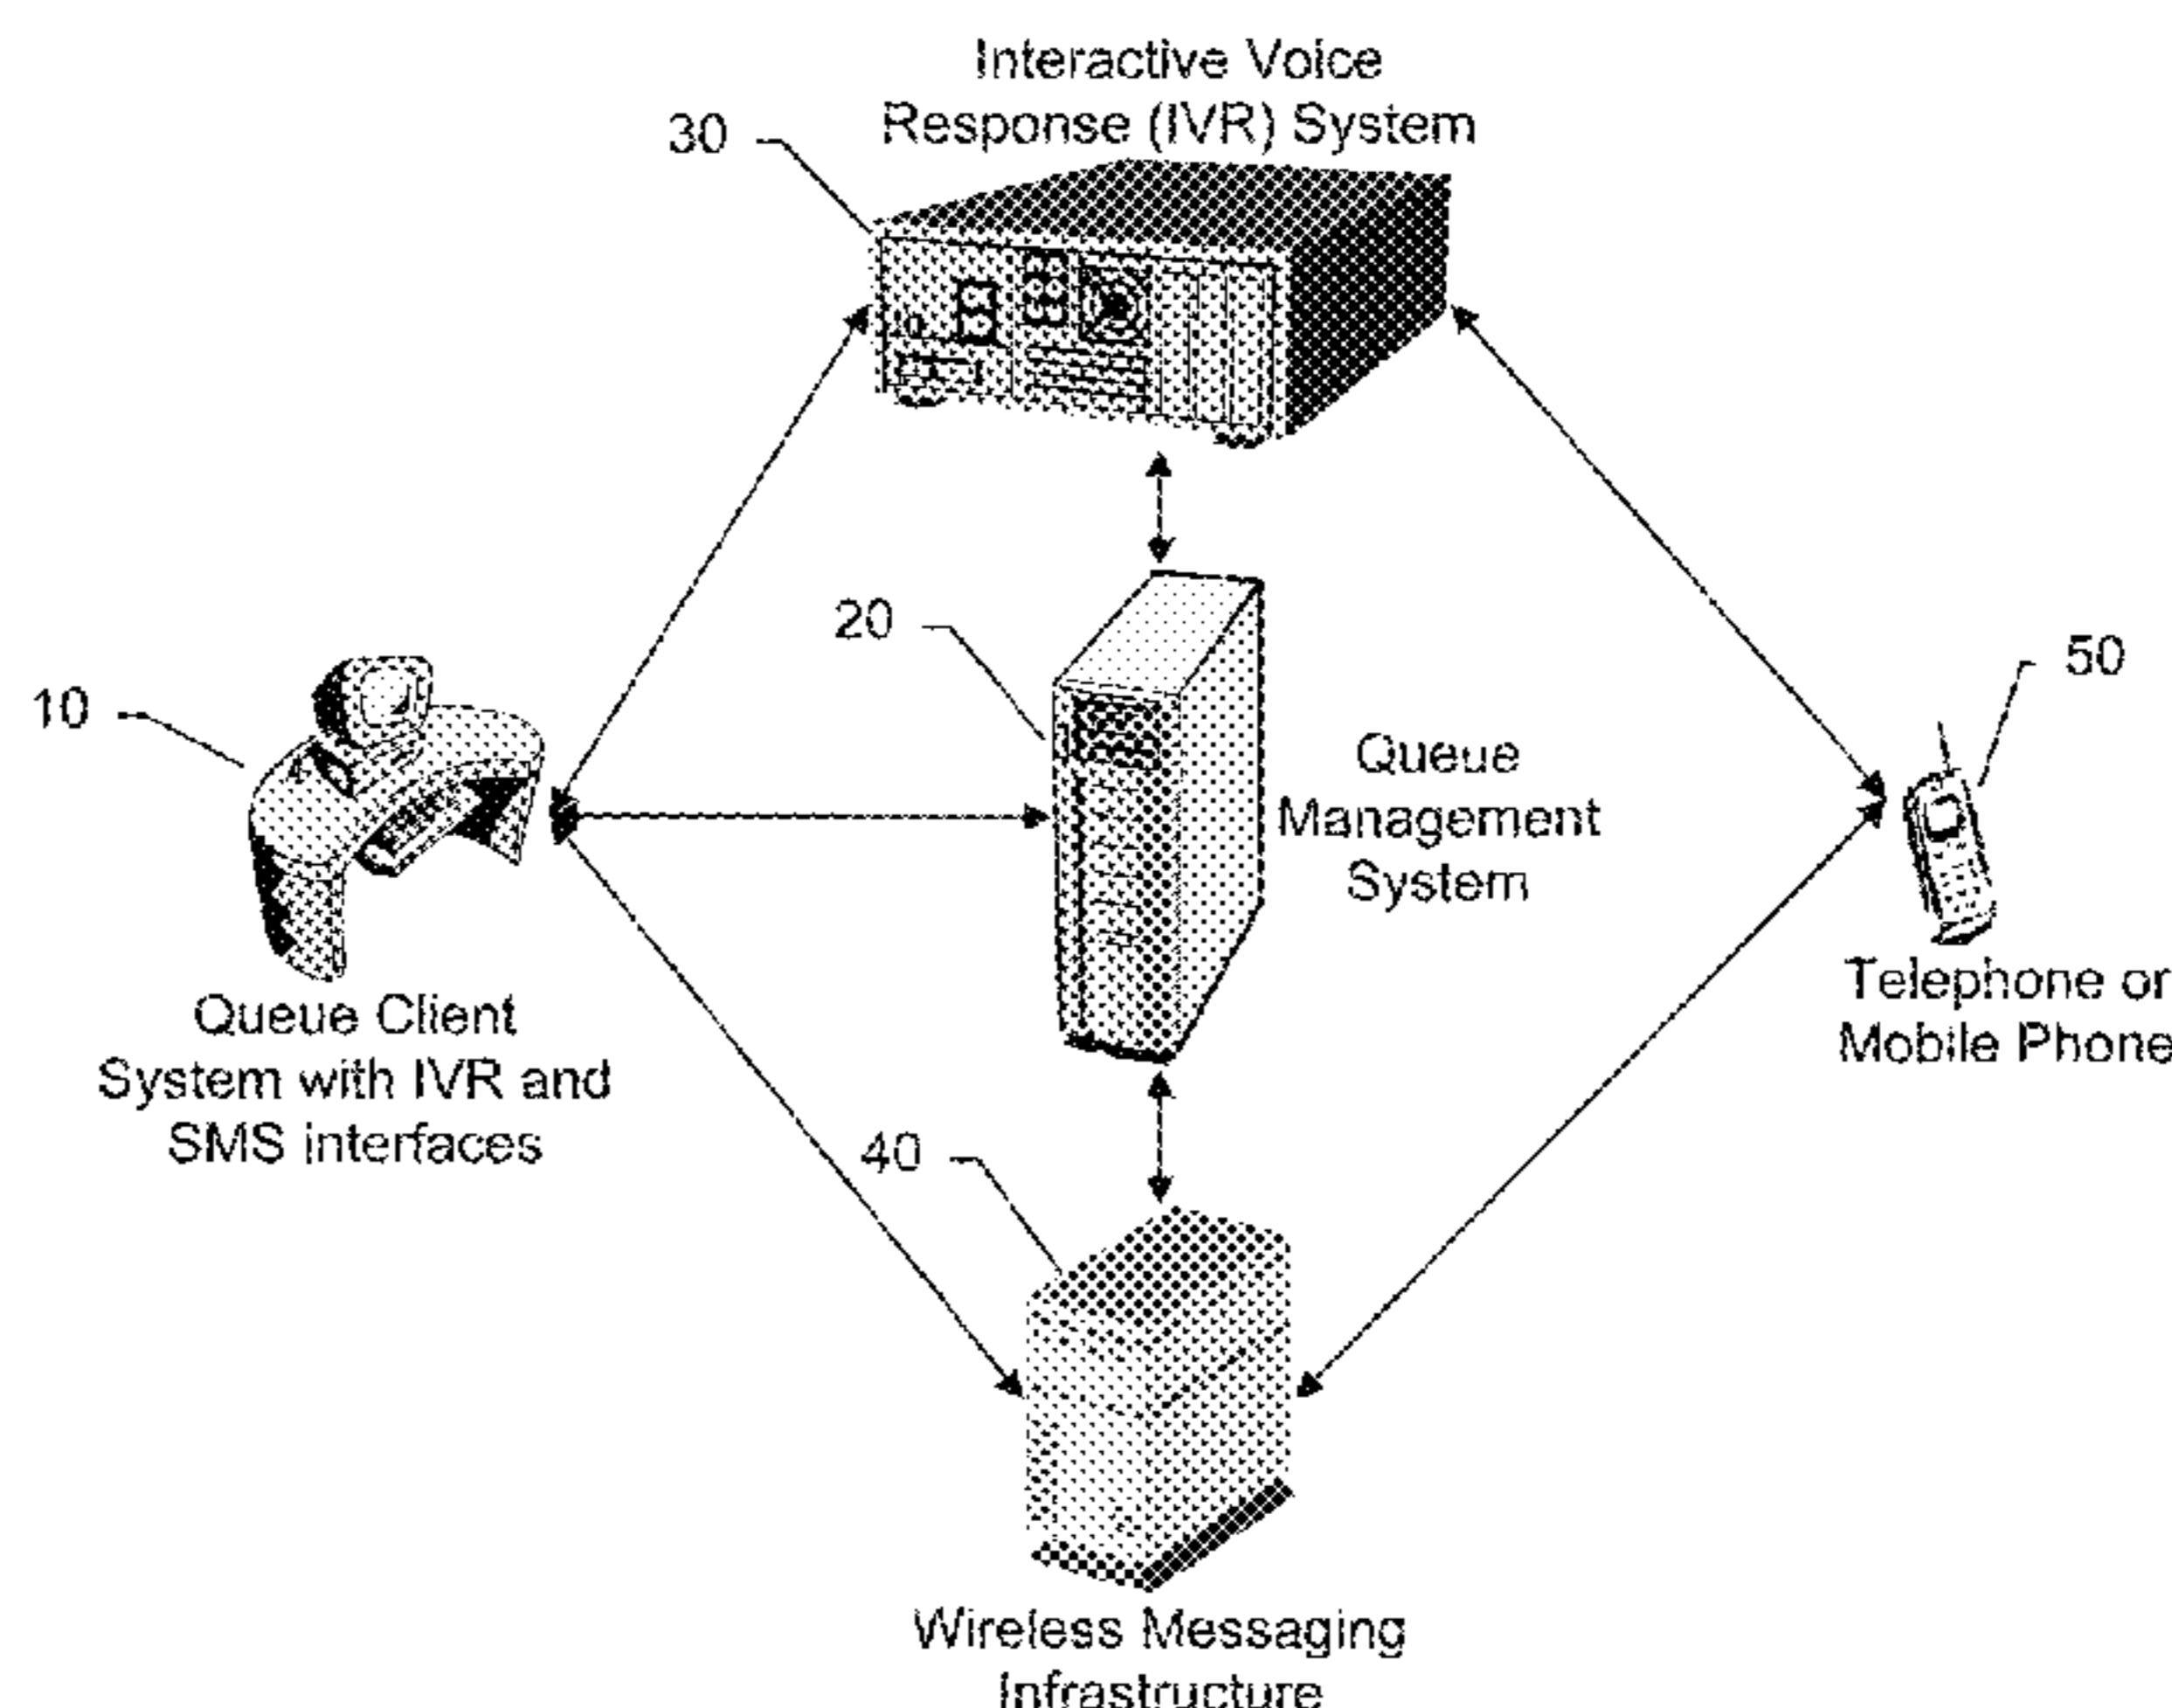 Interactive Voice
Response (IVR) System
30
20
10
50
Queue
Management
System
Telephone or
Mobile Phone
Queue Client
System with IVR and
SMS interfaces
40
Wireless Messaging
Infrastructure